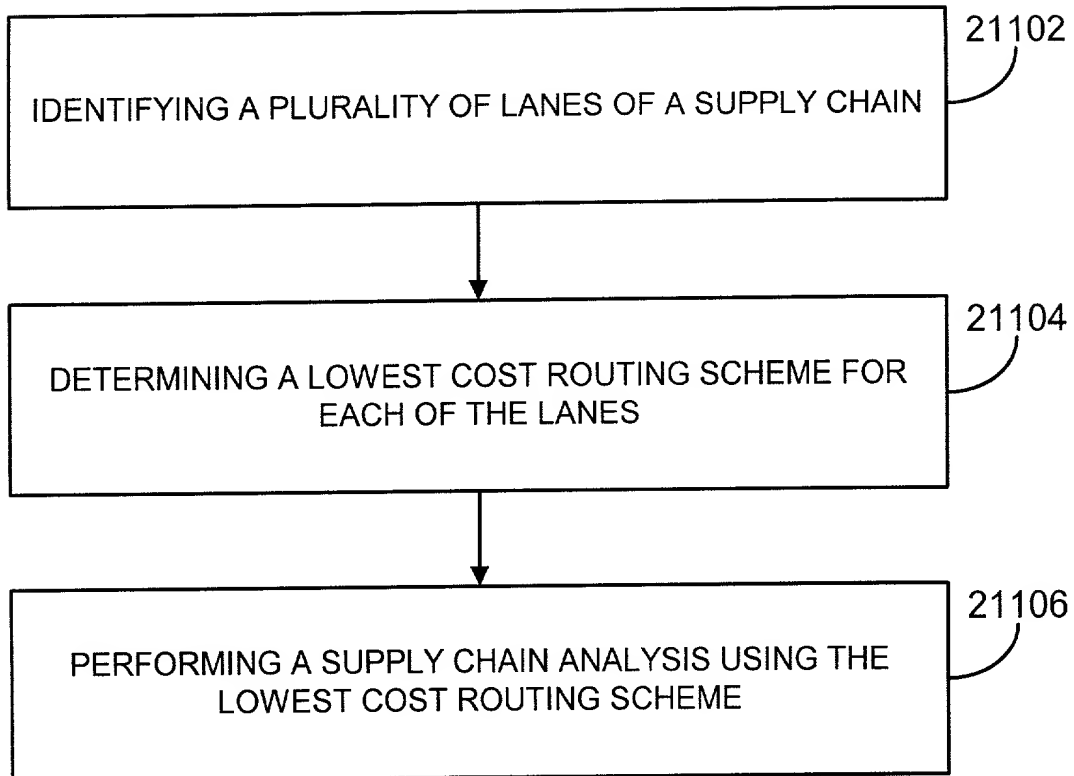 21102
IDENTIFYING A PLURALITY OF LANES OF A SUPPLY CHAIN
21104
DETERMINING A LOWEST COST ROUTING SCHEME FOR
EACH OF THE LANES
21106
PERFORMING A SUPPLY CHAIN ANALYSIS USING THE
LOWEST COST ROUTING SCHEME